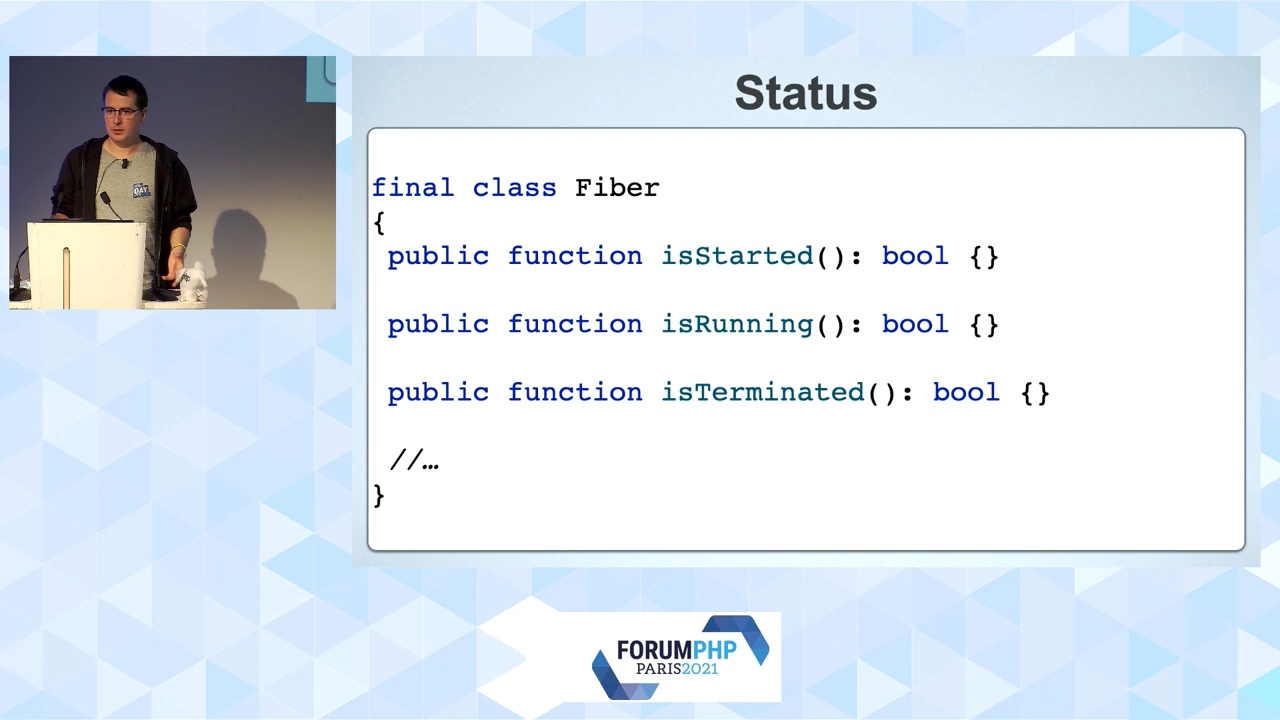 Status
final class Fiber
{
public function isStarted(): bool {}
public function isRunning(): bool {}
public function isTerminated(): bool {}
//…
}
FORUMPHP
PARIS2021